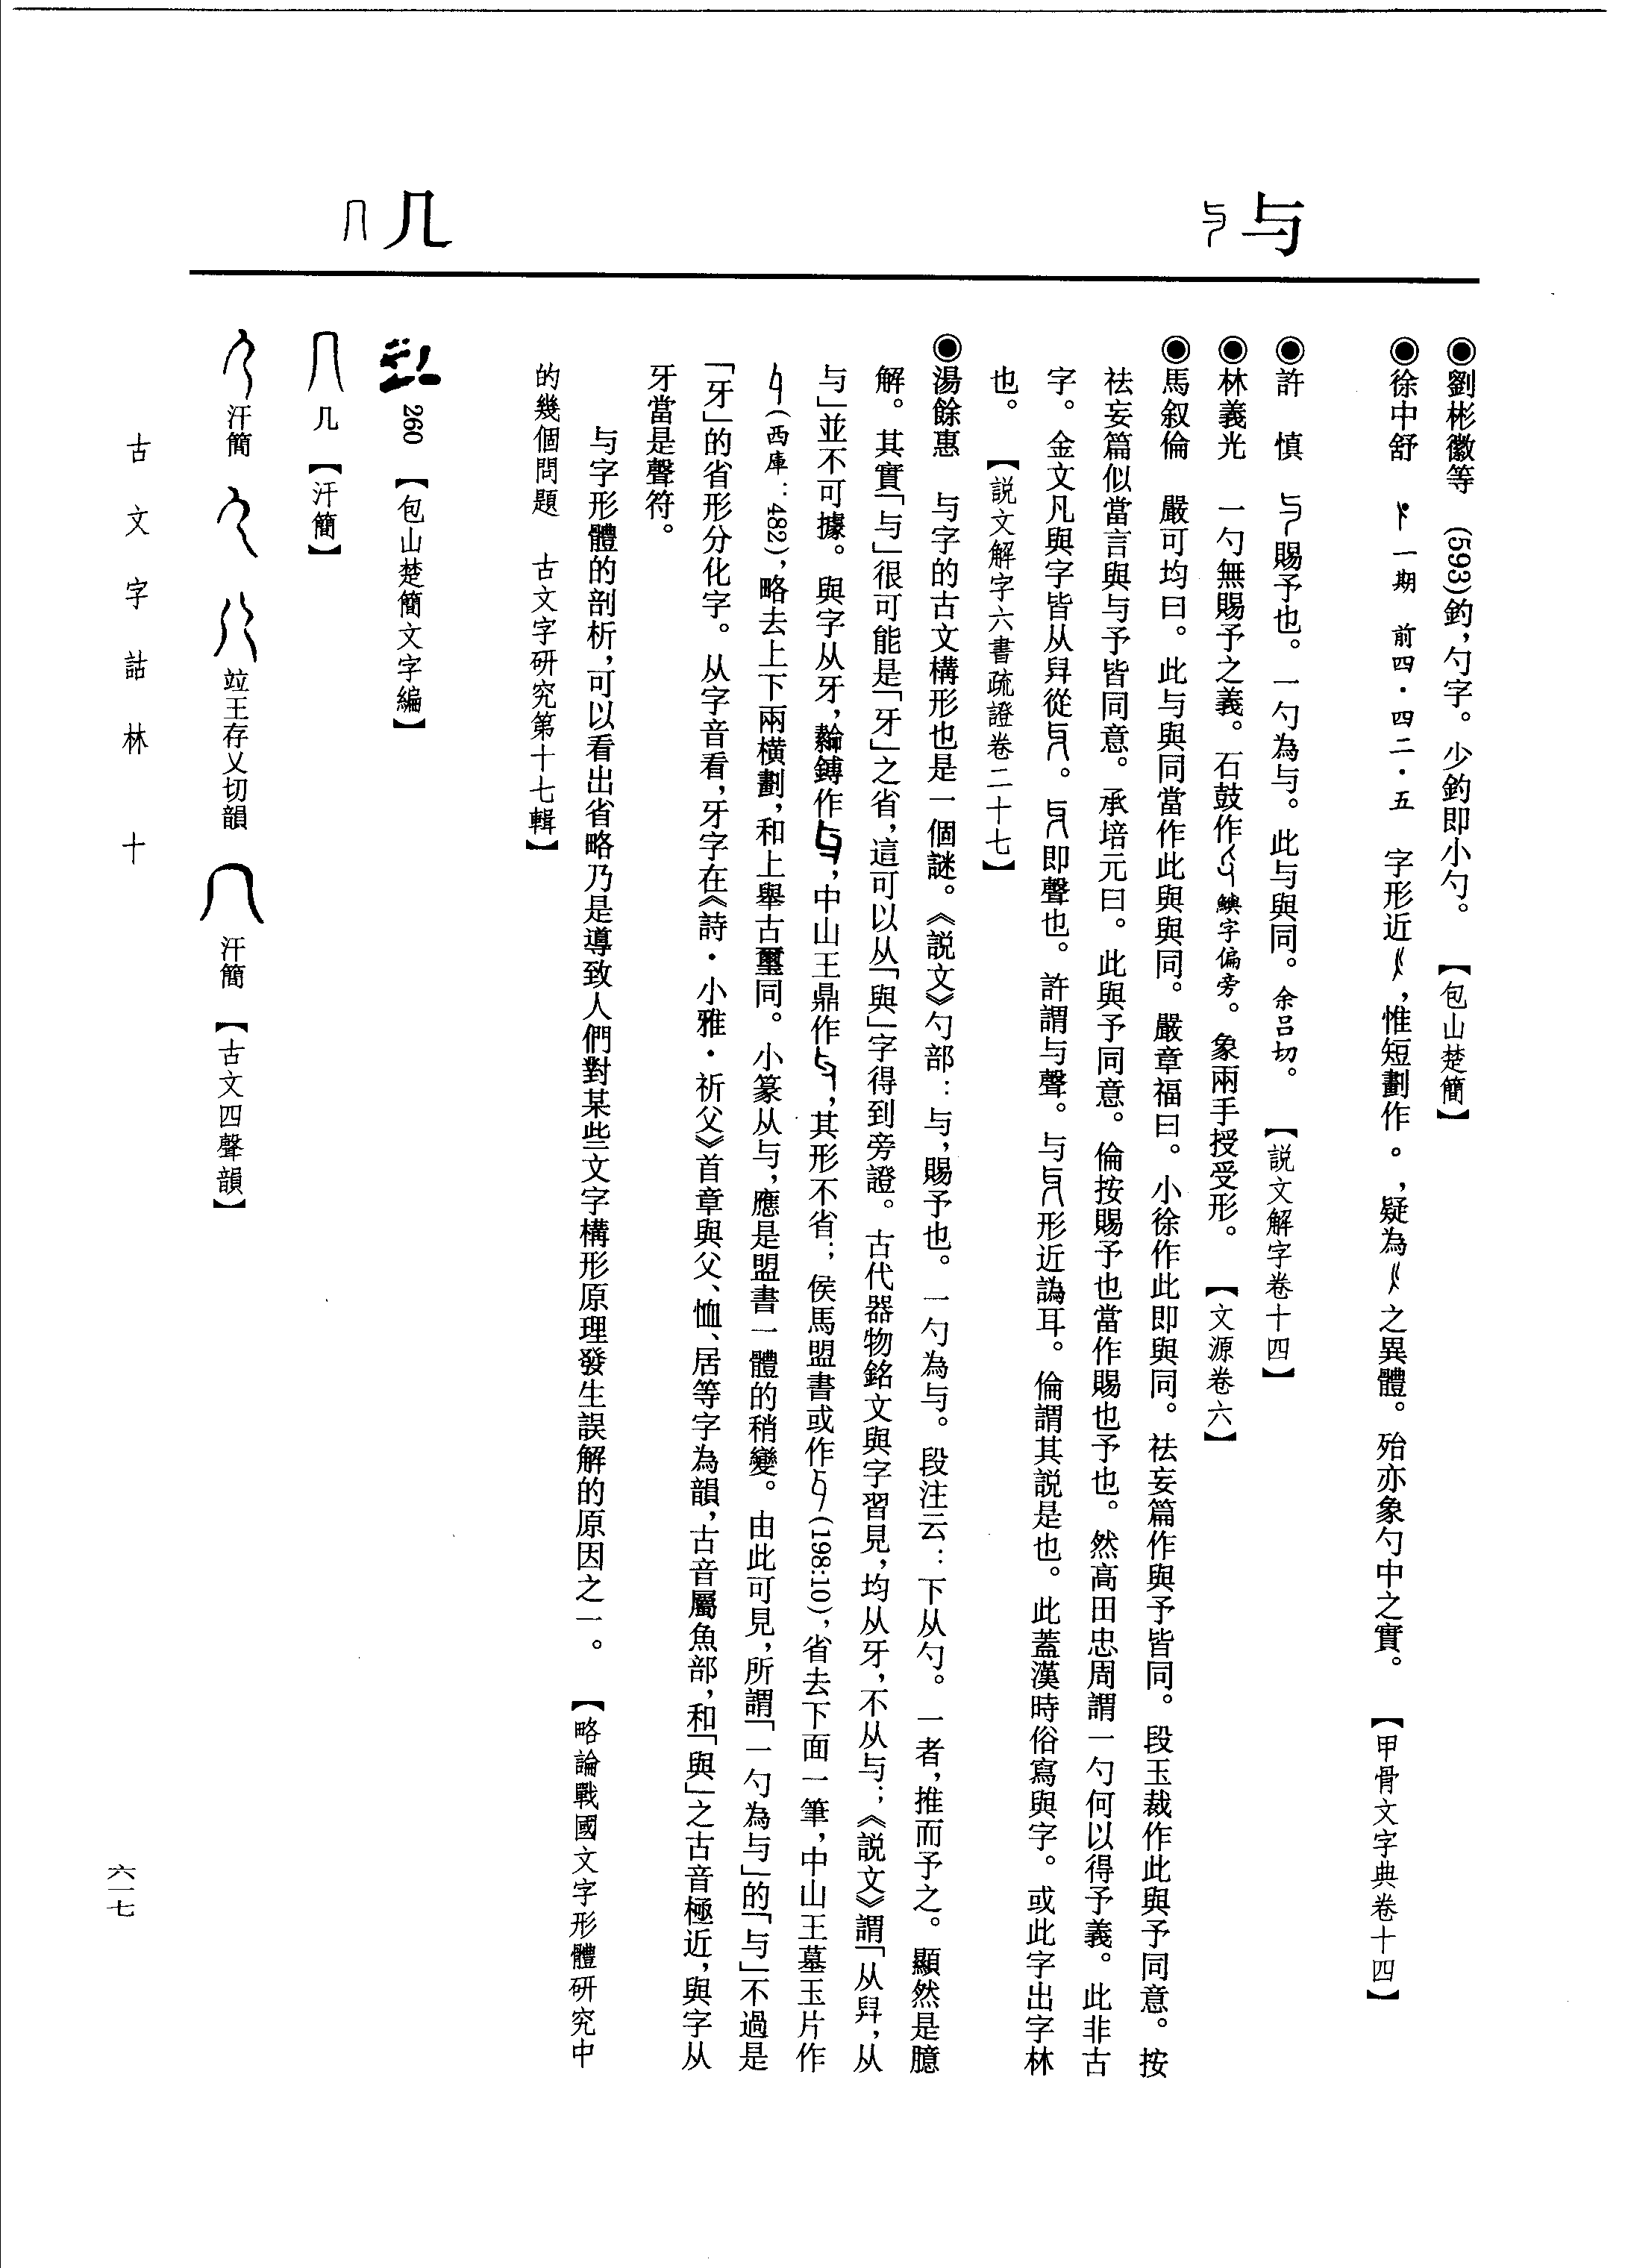 与
几
◉劉彬徽等　(593)釣，勺字。少釣即小勺。　【包山楚簡】
◉徐中舒　一期　前四・四二・五　字形近，惟短劃作。，疑為之異體。殆亦象勺中之實。　【甲骨文字典卷十四】
◉許　慎　賜予也。一勺為与。此与與同。余呂切。　【説文解字卷十四】
◉林義光　一勺無賜予之義。石鼓作字偏旁。象兩手授受形。　【文源卷六】
◉馬叙倫　嚴可均曰。此与與同當作此與與同。嚴章福曰。小徐作此即與同。祛妄篇作與予皆同。段玉裁作此與予同意。按
祛妄篇似當言與与予皆同意。承培元曰。此與予同意。倫按賜予也當作賜也予也。然高田忠周謂一勺何以得予義。此非古
字。金文凡與字皆从舁從。即聲也。許謂与聲。与形近譌耳。倫謂其説是也。此蓋漢時俗寫與字。或此字出字林
也。　【説文解字六書疏證卷二十七】
◉湯餘惠　与字的古文構形也是一個謎。《説文》勺部：与，賜予也。一勺為与。段注云：下从勺。一者，推而予之。顯然是臆
解。其實「与」很可能是「牙」之省，這可以从「與」字得到旁證。古代器物銘文與字習見，均从牙，不从与；《説文》謂「从舁，从
与」並不可據。與字从牙，鎛作，中山王鼎作，其形不省；侯馬盟書或作(198:10)，省去下面一筆，中山王墓玉片作
(西庫：482)，略去上下兩橫劃，和上舉古璽同。小篆从与，應是盟書一體的稍變。由此可見，所謂「一勺為与」的「与」不過是
「牙」的省形分化字。从字音看，牙字在《詩・小雅・祈父》首章與父、恤、居等字為韻，古音屬魚部，和「與」之古音極近，與字从
牙當是聲符。
与字形體的剖析，可以看出省略乃是導致人們對某些文字構形原理發生誤解的原因之一。　【略論戰國文字形體研究中
的幾個問題　古文字研究第十七輯】
260　【包山楚簡文字編】
几　【汗簡】
汗簡　竝王存乂切韻　汗簡　【古文四聲韻】
古文字詁林　十
六一七